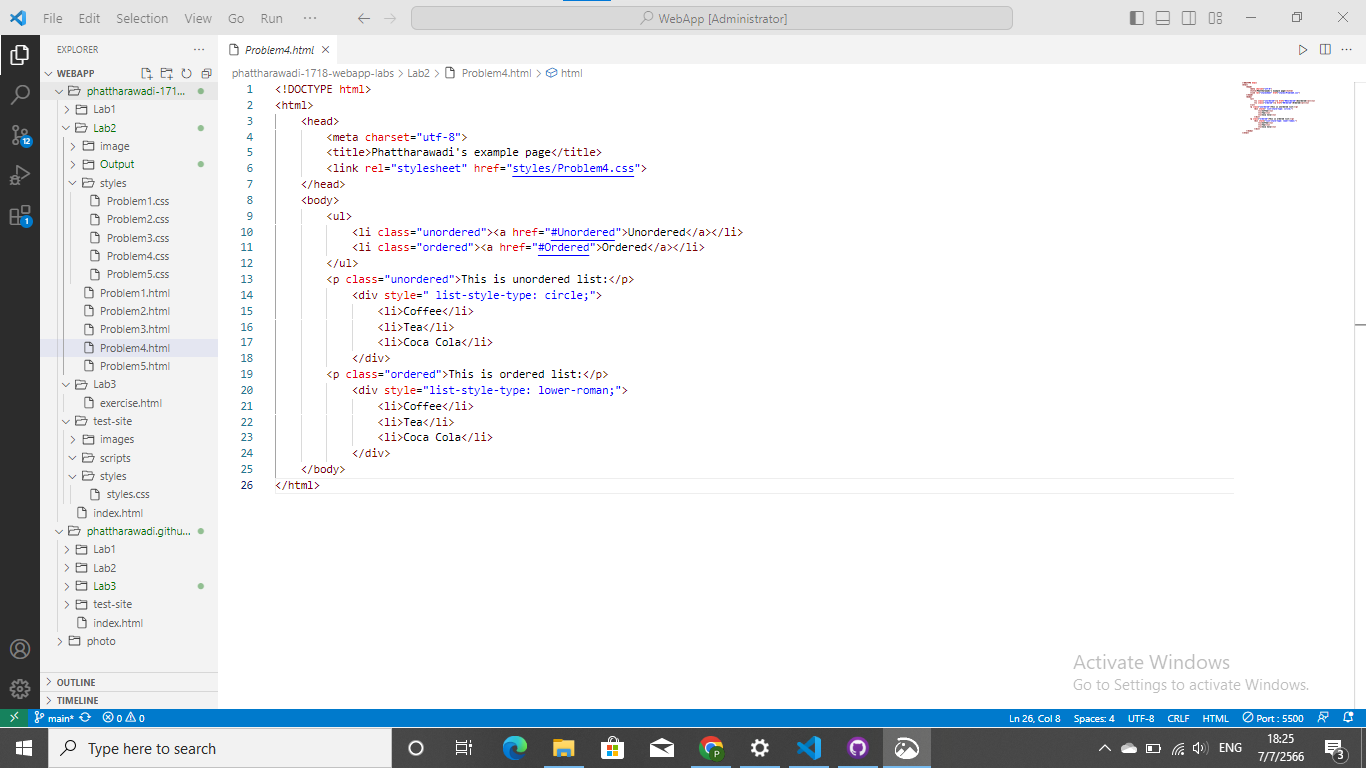 File Edit Selection View Go Run ···
WebApp [Administrator]
EXPLORER
WEBAPP
phattharawadi-171...
Lab1
Lab2
image
Output
styles
Problem1.css
Problem2.css
Problem3.css
Problem4.css
Problem5.css
Problem1.html
Problem2.html
Problem3.html
Problem4.html
Problem5.html
Lab3
exercise.html
test-site
images
scripts
styles
styles.css
index.html
phattharawadi.githu...
Lab1
Lab2
Lab3
test-site
index.html
photo
OUTLINE
TIMELINE
12
1
Problem4.html
phattharawadi-1718-webapp-labs > Lab2 > Problem4.html > html
1 <!DOCTYPE html>
2 <html>
3 <head>
4 <meta charset="utf-8">
5 <title>Phattharawadi's example page</title>
6 <link rel="stylesheet" href="styles/Problem4.css">
7 </head>
8 <body>
9 <ul>
10 <li class="unordered"><a href="#Unordered">Unordered</a></li>
11 <li class="ordered"><a href="#Ordered">Ordered</a></li>
12 </ul>
13 <p class="unordered">This is unordered list:</p>
14 <div style=" list-style-type: circle;">
15 <li>Coffee</li>
16 <li>Tea</li>
17 <li>Coca Cola</li>
18 </div>
19 <p class="ordered">This is ordered list:</p>
20 <div style="list-style-type: lower-roman;">
21 <li>Coffee</li>
22 <li>Tea</li>
23 <li>Coca Cola</li>
24 </div>
25 </body>
26 </html>
Activate Windows
Go to Settings to activate Windows.
main* 0 0
Ln 26, Col 8 Spaces: 4 UTF-8 CRLF HTML Port : 5500
Type here to search
P
ENG
18:25
7/7/2566
3